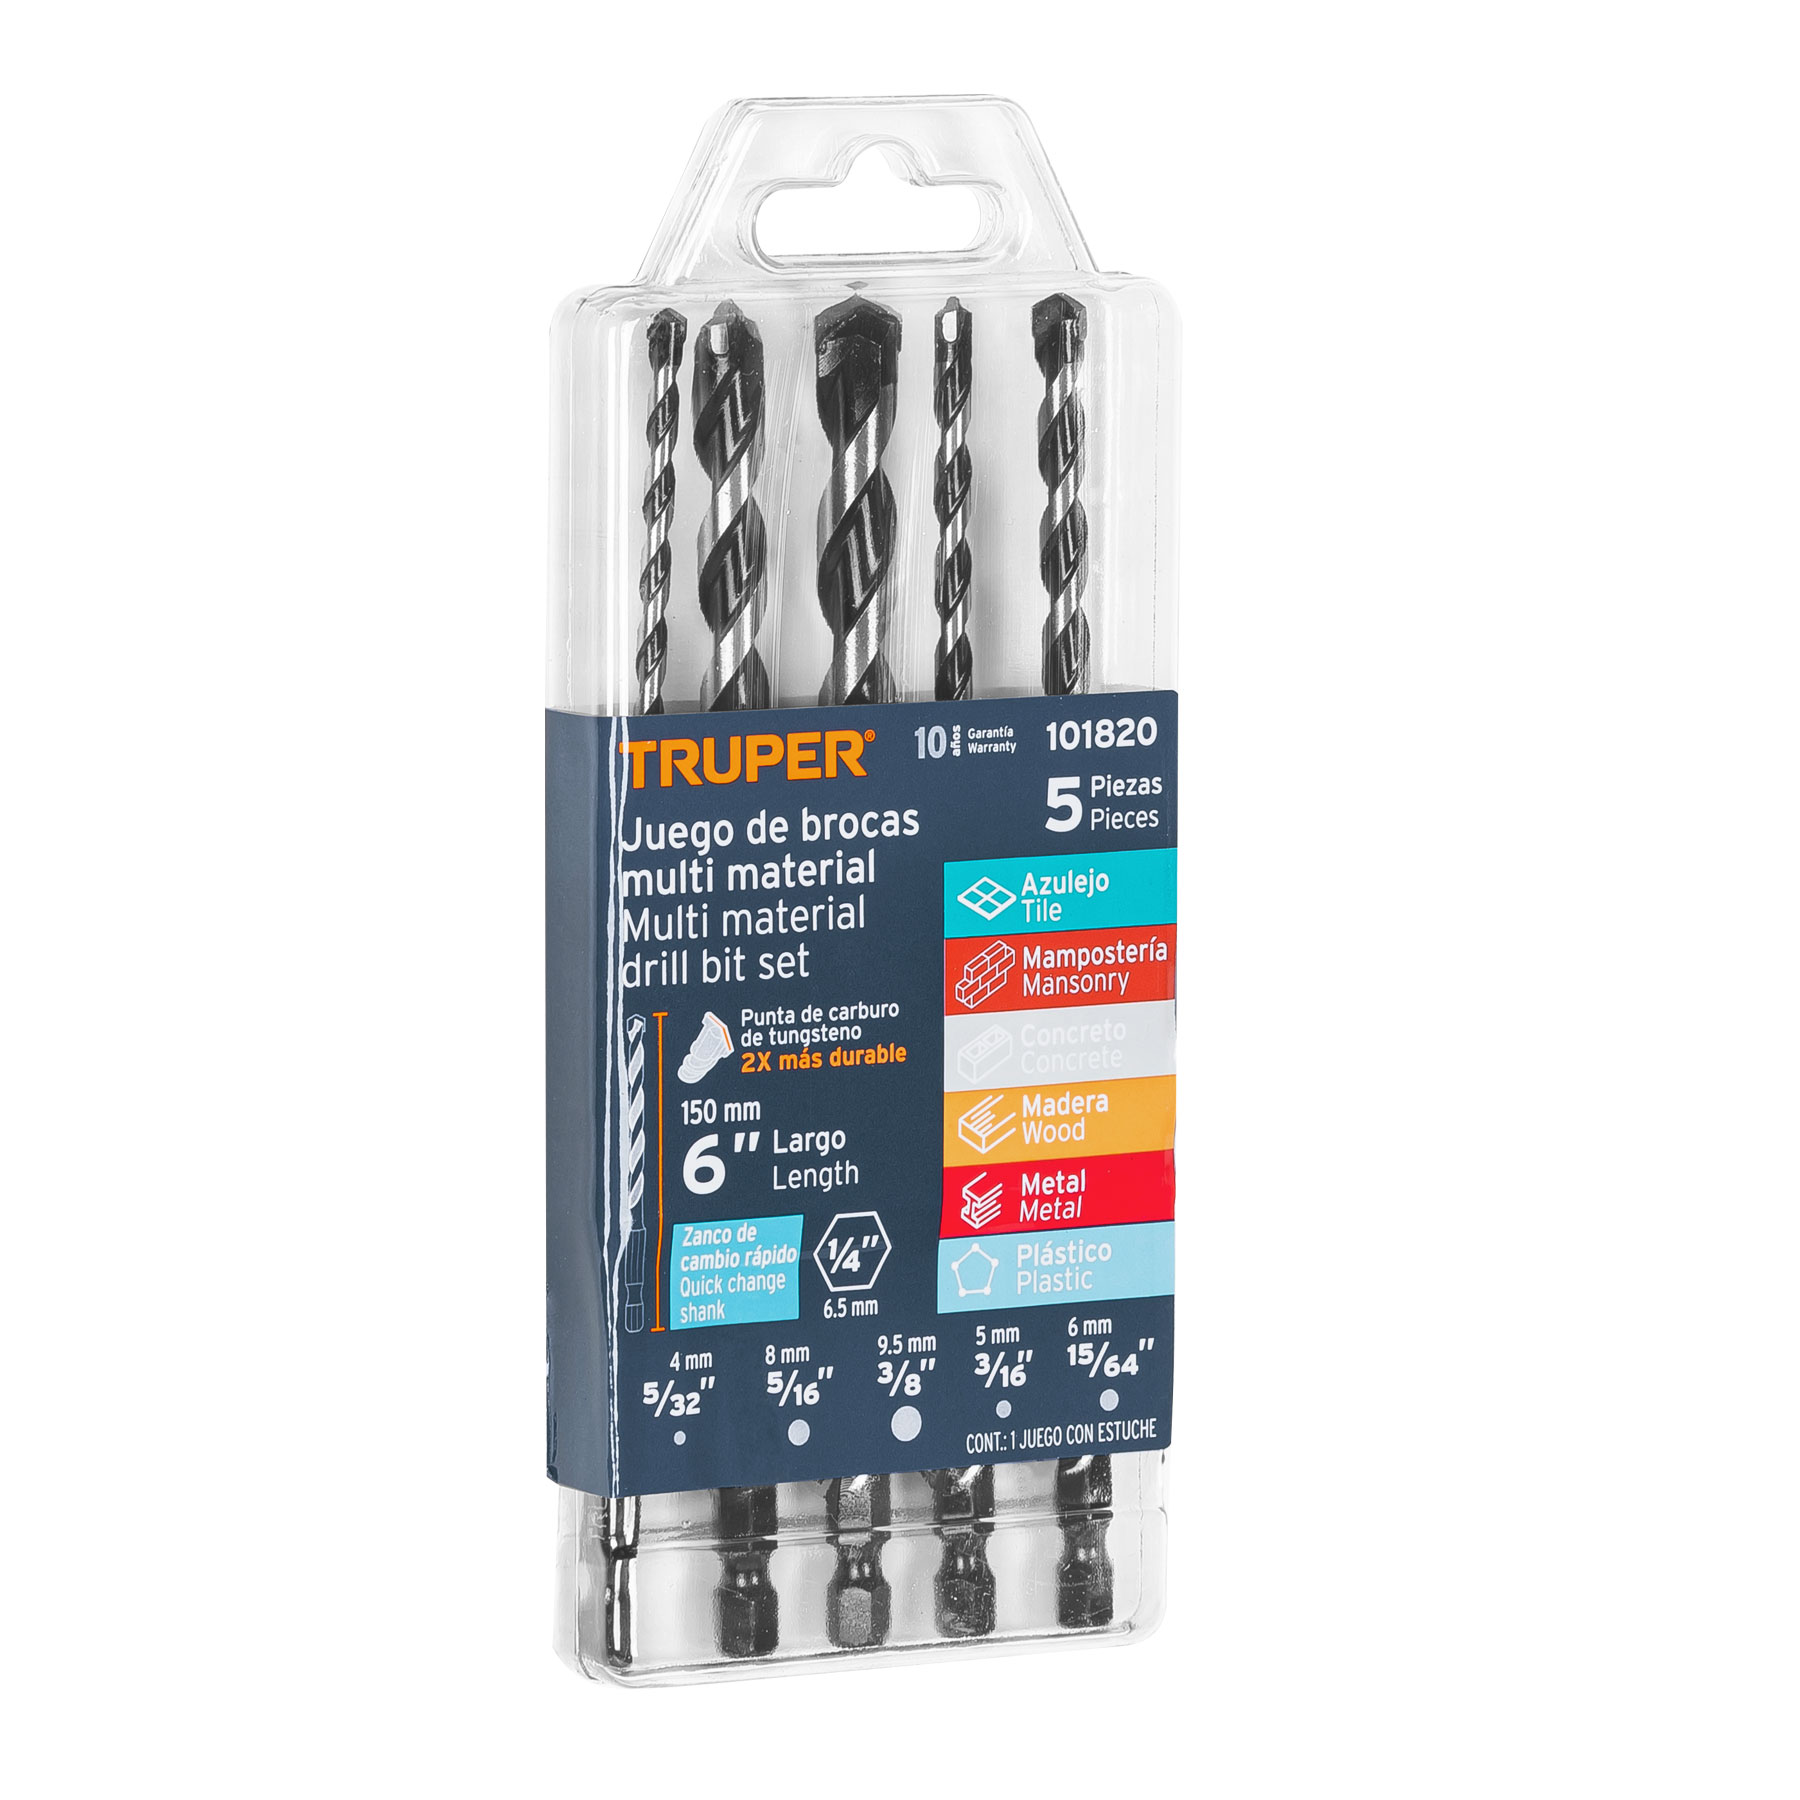 TRUPER®
10 años Garantía Warranty
101820
5 Piezas
Pieces
Juego de brocas
multi material
Multi material
drill bit set
Azulejo
Tile
Mampostería
Mansonry
Concreto
Concrete
Madera
Wood
Metal
Metal
Plástico
Plastic
Punta de carburo
de tungsteno
2X más durable
150 mm
6" Largo
Length
Zanco de
cambio rápido
Quick change
shank
1/4"
6.5 mm
4 mm
5/32"
8 mm
5/16"
9.5 mm
3/8"
5 mm
3/16"
6 mm
15/64"
CONT.: 1 JUEGO CON ESTUCHE